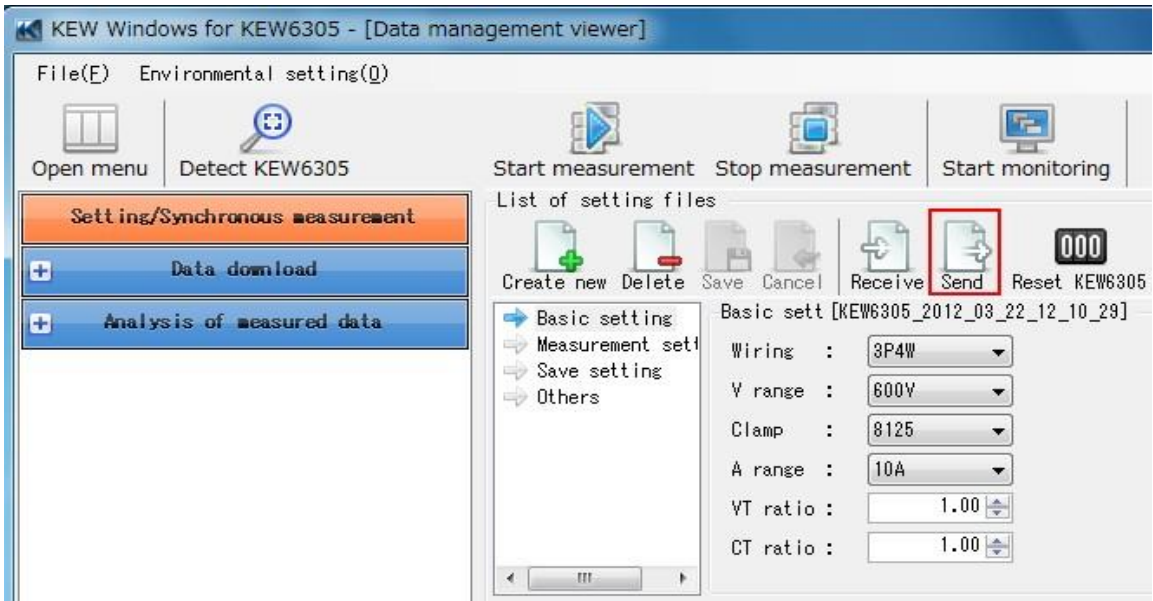 KEW Windows for KEW6305 - [Data management viewer]
File(F) Environmental setting(O)
Open menu Detect KEW6305 Start measurement Stop measurement Start monitoring
Setting/Synchronous measurement
Data download
Analysis of measured data
List of setting files
Create new Delete Save Cancel Receive Send Reset KEW6305
000
Basic setting
Measurement sett
Save setting
Others
Basic sett [KEW6305_2012_03_22_12_10_29]
Wiring : 3P4W
V range : 600V
Clamp : 8125
A range : 10A
VT ratio : 1.00
CT ratio : 1.00